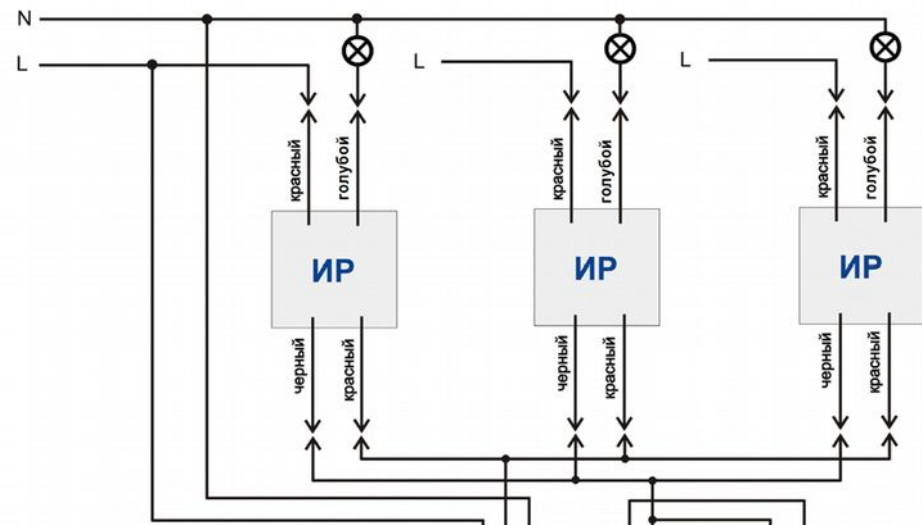 N
L
L
L
красный
голубой
красный
голубой
красный
голубой
ИР
ИР
ИР
черный
красный
черный
красный
черный
красный